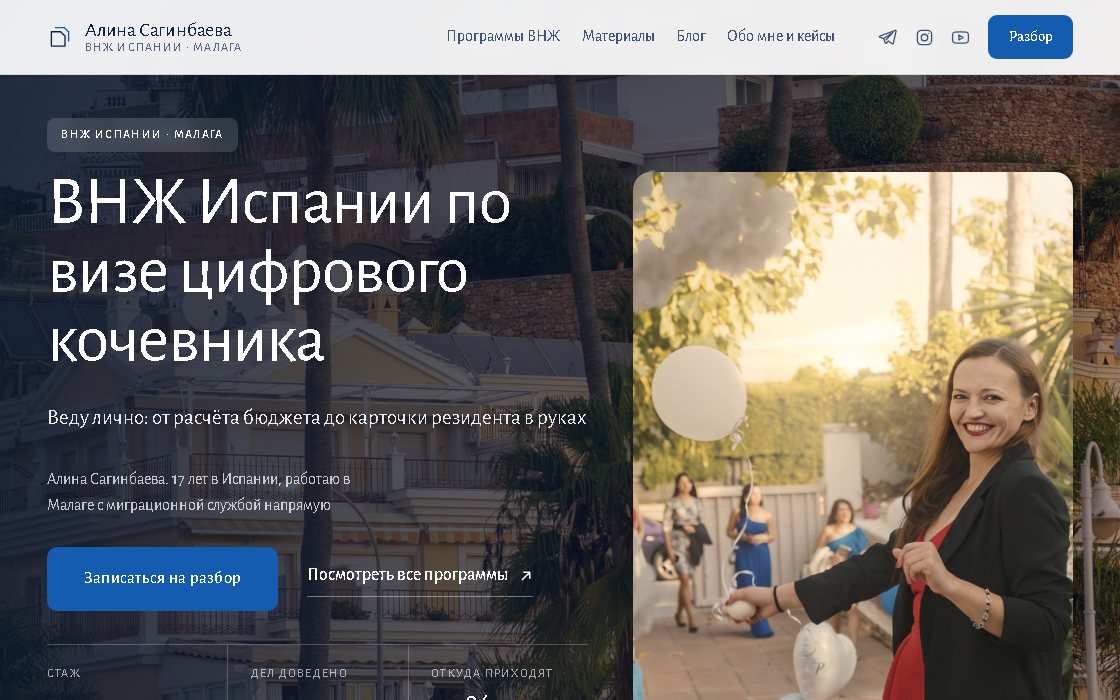 Алина Сагинбаева
ВНЖ ИСПАНИИ · МАЛАГА
Программы ВНЖ
Материалы
Блог
Обо мне и кейсы
Разбор
ВНЖ ИСПАНИИ · МАЛАГА
ВНЖ Испании по
визе цифрового
кочевника
Веду лично: от расчёта бюджета до карточки резидента в руках
Алина Сагинбаева. 17 лет в Испании, работаю в
Малаге с миграционной службой напрямую
Записаться на разбор
Посмотреть все программы
СТАЖ
ДЕЛ ДОВЕДЕНО
ОТКУДА ПРИХОДЯТ